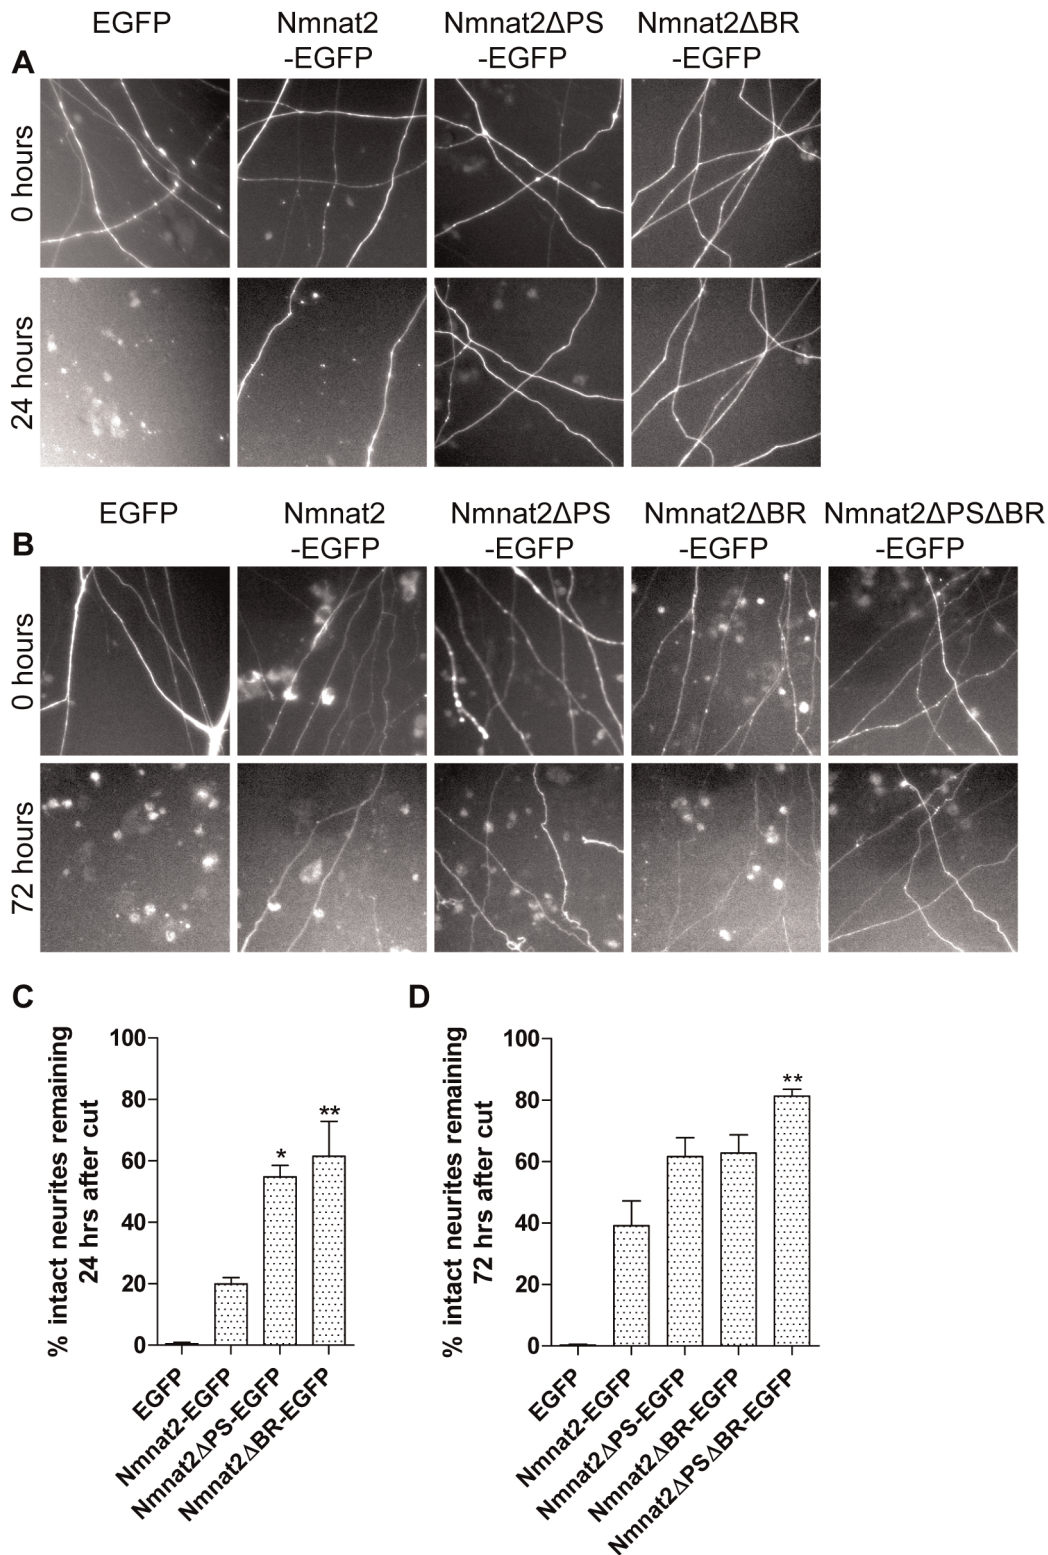 EGFP
Nmnat2
-EGFP
Nmnat2ΔPS
-EGFP
Nmnat2ΔBR
-EGFP
A
0 hours
24 hours
EGFP
Nmnat2
-EGFP
Nmnat2ΔPS
-EGFP
Nmnat2ΔBR
-EGFP
Nmnat2ΔPSΔBR
-EGFP
B
0 hours
72 hours
C
% intact neurites remaining
24 hrs after cut
100
80
60
40
20
0
*
**
EGFP
Nmnat2-EGFP
Nmnat2ΔPS-EGFP
Nmnat2ΔBR-EGFP
D
% intact neurites remaining
72 hrs after cut
100
80
60
40
20
0
**
EGFP
Nmnat2-EGFP
Nmnat2ΔPS-EGFP
Nmnat2ΔBR-EGFP
Nmnat2ΔPSΔBR-EGFP